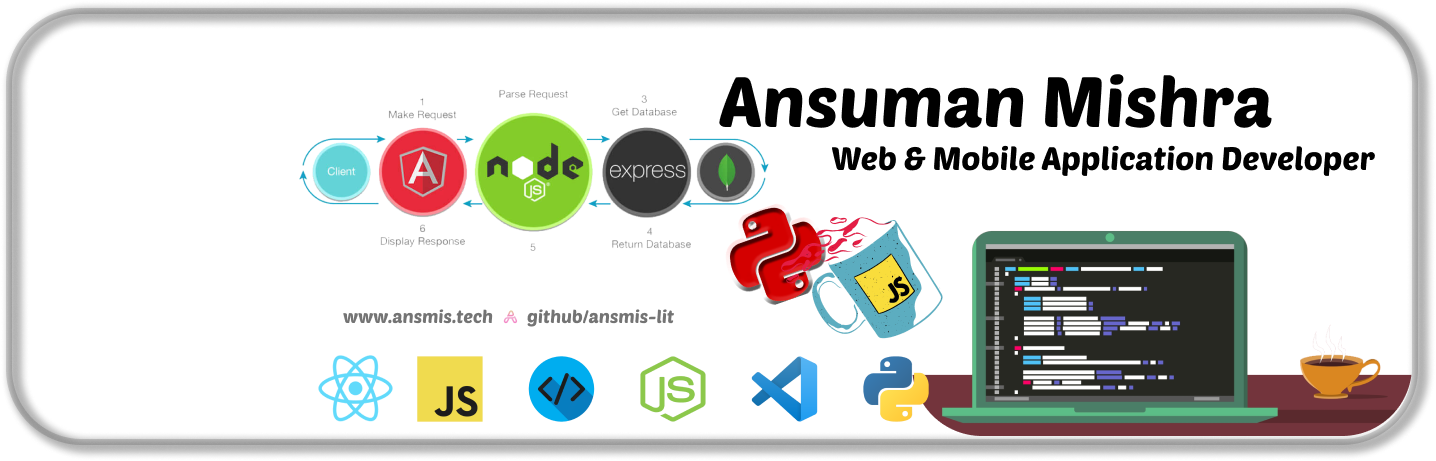 Ansuman Mishra
Web & Mobile Application Developer
1
Make Request
Parse Request
3
Get Database
Client
A
node
JS
express
6
Display Response
5
4
Return Database
JS
www.ansmis.tech
github/ansmis-lit
JS
</>
JS